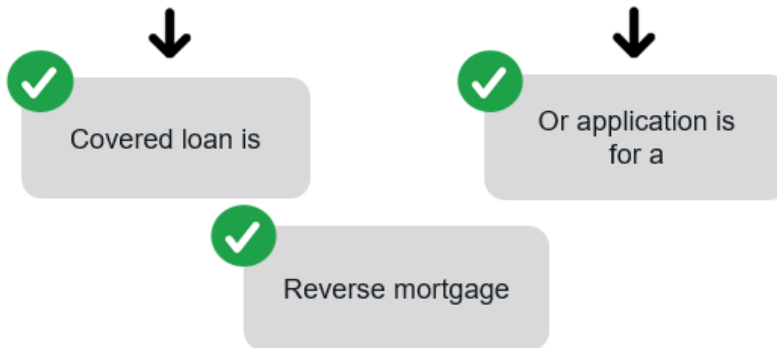 Covered loan is
Or application is
for a
Reverse mortgage